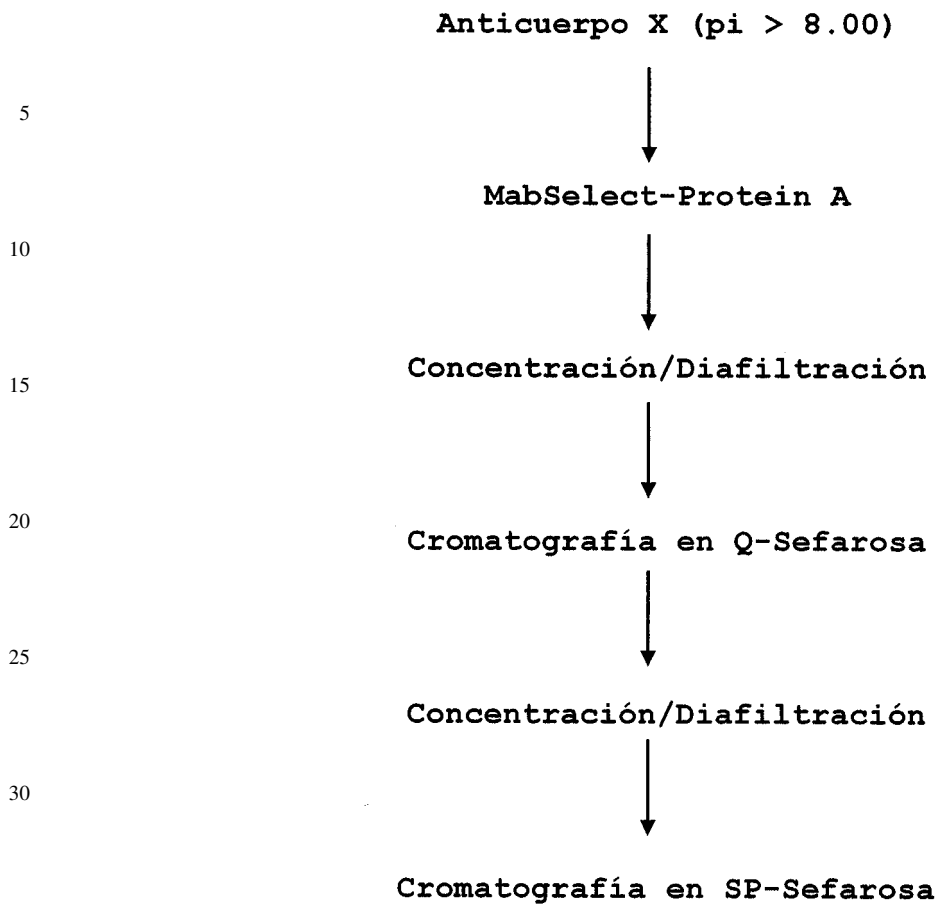 Anticuerpo X (pi > 8.00)
5
MabSelect-Protein A
10
Concentración/Diafiltración
15
20
Cromatografía en Q-Sefarosa
25
Concentración/Diafiltración
30
Cromatografía en SP-Sefarosa